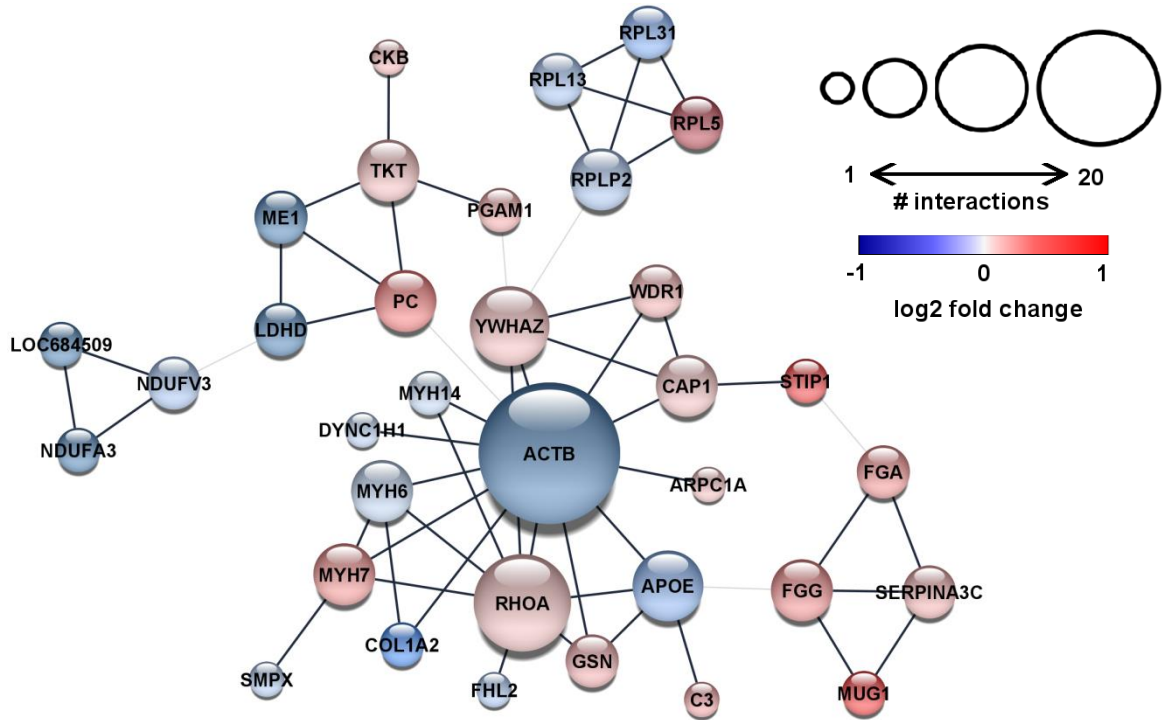 RPL31
CKB
RPL13
RPL5
TKT
RPLP2
1 20
# interactions
ME1
PGAM1
-1 0 1
log2 fold change
PC
WDR1
YWHAZ
LDHD
LOC684509
NDUFV3
MYH14
CAP1
STIP1
DYNC1H1
NDUFA3
ACTB
FGA
ARPC1A
MYH6
MYH7
RHOA
APOE
FGG
SERPINA3C
COL1A2
GSN
SMPX
FHL2
C3
MUG1